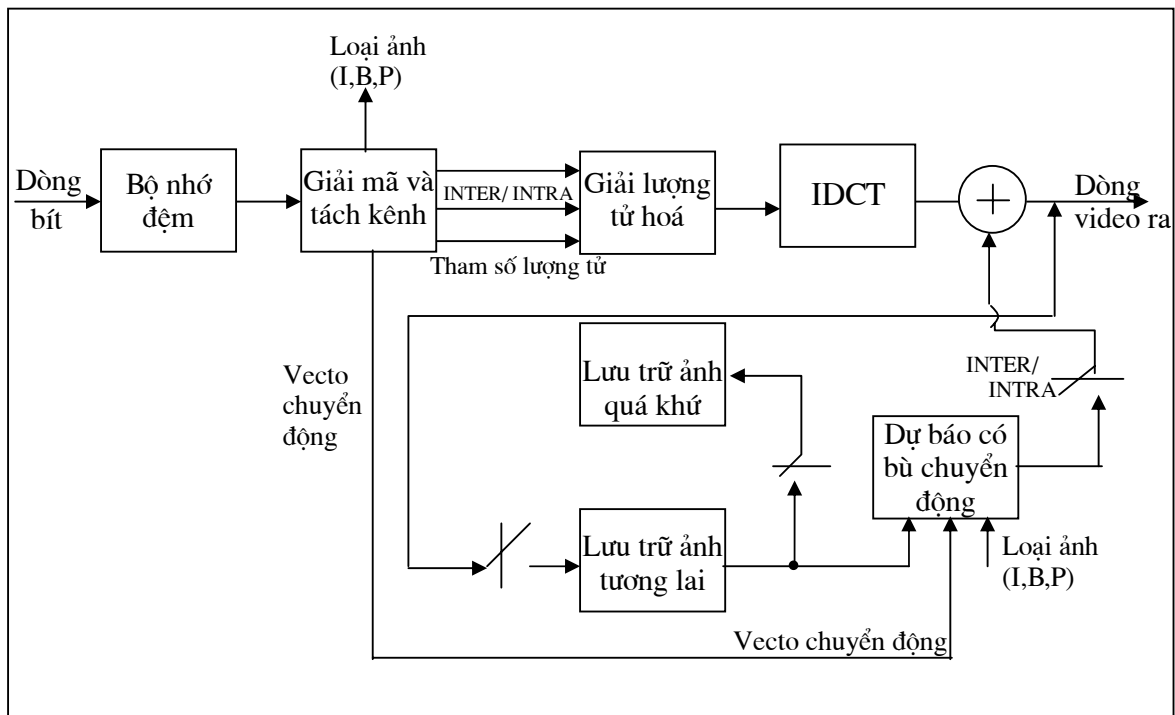 Loại ảnh
(I,B,P)
Dòng
bít
Bộ nhớ
đệm
Giải mã và
tách kênh
INTER/ INTRA
Tham số lượng tử
Giải lượng
tử hoá
IDCT
+
Dòng
video ra
Vecto
chuyển
động
Lưu trữ ảnh
quá khứ
INTER/
INTRA
Dự báo có
bù chuyển
động
Lưu trữ ảnh
tương lai
Loại ảnh
(I,B,P)
Vecto chuyển động